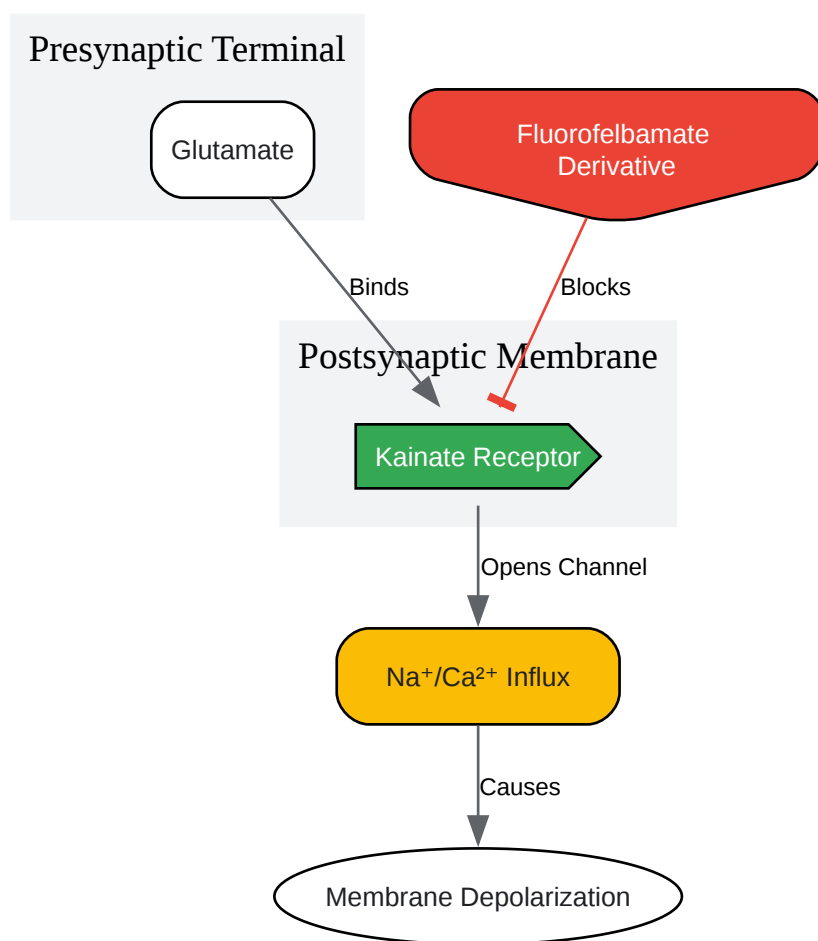 Presynaptic Terminal
Glutamate
Fluorofelbamate
Derivative
Binds
Blocks
Postsynaptic Membrane
Kainate Receptor
Opens Channel
Na⁺/Ca²⁺ Influx
Causes
Membrane Depolarization